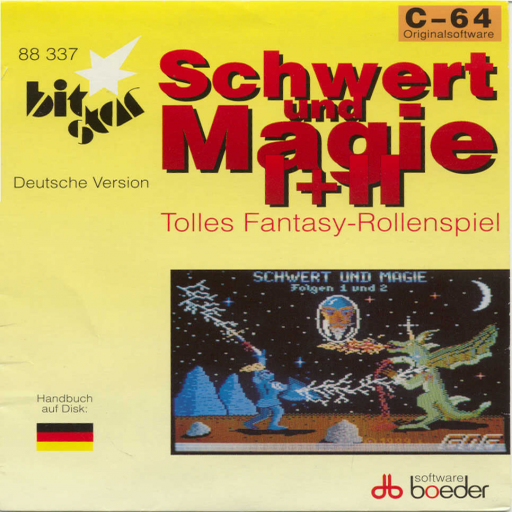 C-64
Originalsoftware
88 337
bit star
Schwert
und
Magie
I+II
Deutsche Version
Tolles Fantasy-Rollenspiel
SCHWERT UND MAGIE
Folgen 1 und 2
Handbuch
auf Disk:
software
boeder